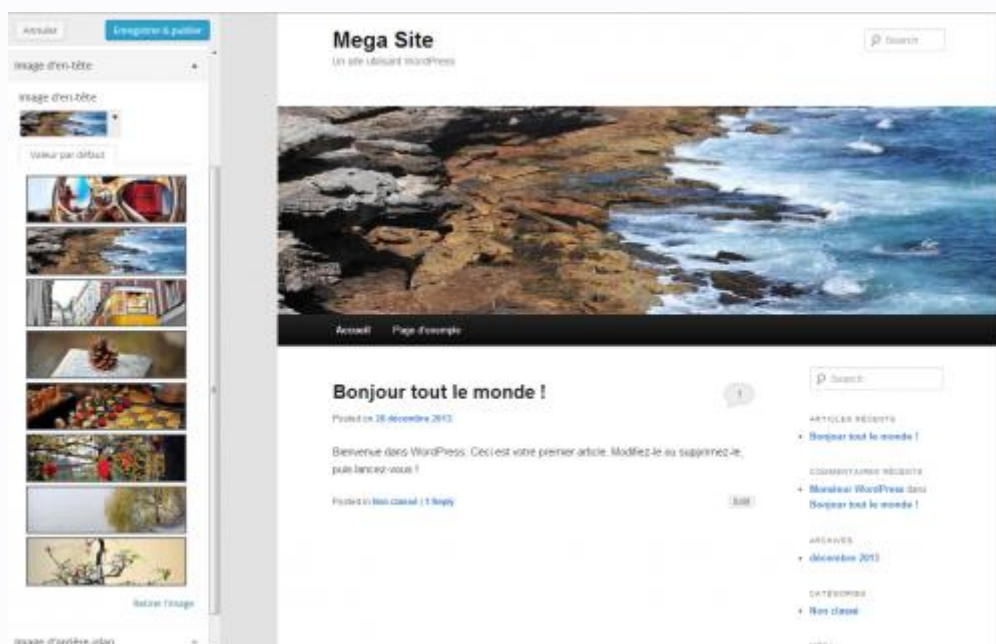 Annuler
Enregistrer & publier
Image d'en-tête
Image d'en-tête
Valeur par défaut
Retirer l'image
Image d'arrière-plan
Mega Site
Un site utilisant WordPress
Search
Accueil
Page d'exemple
Bonjour tout le monde !
1
Posted on 28 décembre 2013
Bienvenue dans WordPress. Ceci est votre premier article. Modifiez-le ou supprimez-le,
puis lancez-vous !
Posted in Non classé | 1 Reply
Edit
Search
ARTICLES RÉCENTS
Bonjour tout le monde !
COMMENTAIRES RÉCENTS
Monsieur WordPress dans
Bonjour tout le monde !
ARCHIVES
décembre 2013
CATÉGORIES
Non classé